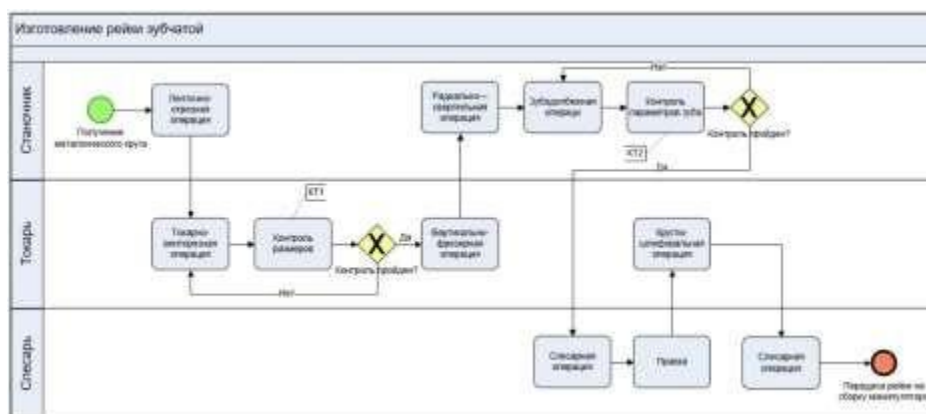 Изготовление рейки зубчатой
Станочник
Получение
металлического круга
Ленточно-
отрезная
операция
Радиально-
сверлильная
операция
Зубодолбежная
операция
Контроль
параметров зуба
КТ2
Нет
Контроль пройден?
Да
Токарь
Токарно-
винторезная
операция
КТ1
Контроль
размеров
Контроль пройден?
Да
Нет
Вертикально-
фрезерная
операция
Кругло-
шлифовальная
операция
Слесарь
Слесарная
операция
Правка
Слесарная
операция
Передача рейки на
сборку манипулятора